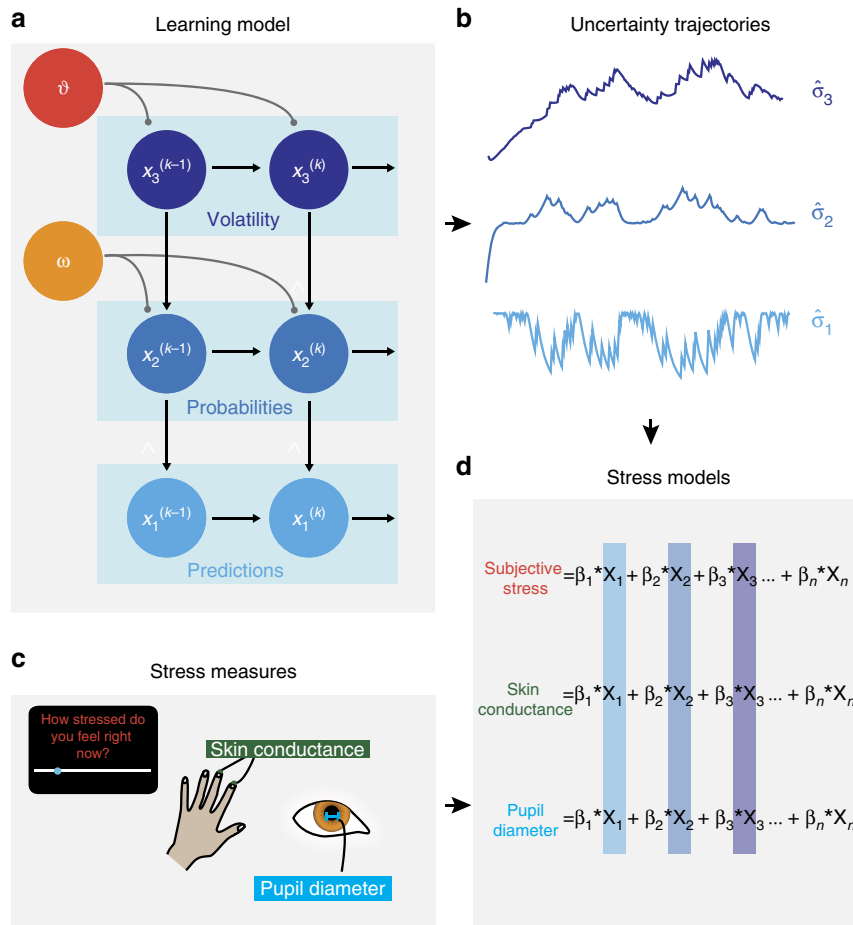 a
Learning model
ϑ
x₃⁽ᵏ⁻¹⁾
x₃⁽ᵏ⁾
Volatility
ω
x₂⁽ᵏ⁻¹⁾
x₂⁽ᵏ⁾
Probabilities
x₁⁽ᵏ⁻¹⁾
x₁⁽ᵏ⁾
Predictions
b
Uncertainty trajectories
σ̂₃
σ̂₂
σ̂₁
c
Stress measures
How stressed do
you feel right
now?
Skin conductance
Pupil diameter
d
Stress models
Subjective
stress
=β₁*X₁ + β₂*X₂ + β₃*X₃ ... + βₙ*Xₙ
Skin
conductance
=β₁*X₁ + β₂*X₂ + β₃*X₃ ... + βₙ*Xₙ
Pupil
diameter
=β₁*X₁ + β₂*X₂ + β₃*X₃ ... + βₙ*Xₙ